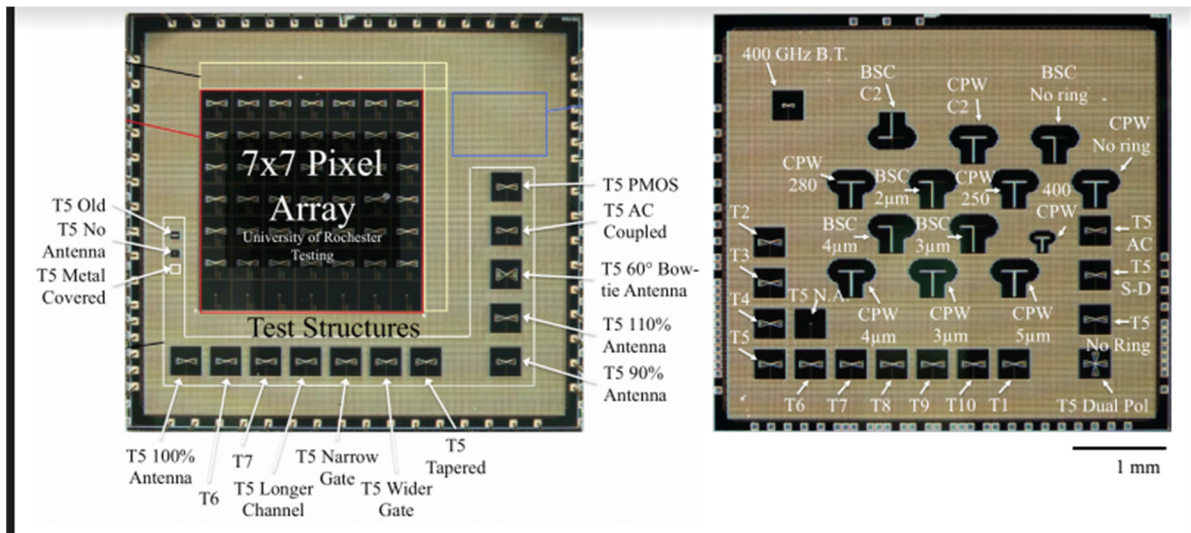 7x7 Pixel
Array
University of Rochester
Testing
Test Structures
T5 Old
T5 No
Antenna
T5 Metal
Covered
T5 PMOS
T5 AC
Coupled
T5 60° Bow-
tie Antenna
T5 110%
Antenna
T5 90%
Antenna
T5 100%
Antenna
T6
T7
T5 Longer
Channel
T5 Narrow
Gate
T5 Wider
Gate
T5
Tapered
400 GHz B.T.
BSC
C2
CPW
C2
BSC
No ring
CPW
No ring
CPW
280
BSC
2μm
CPW
250
400
CPW
BSC
4μm
BSC
3μm
T2
T3
T4
T5
T5 N.A.
CPW
4μm
CPW
3μm
CPW
5μm
T5
AC
T5
S-D
T5
No Ring
T6
T7
T8
T9
T10
T1
T5 Dual Pol
1 mm